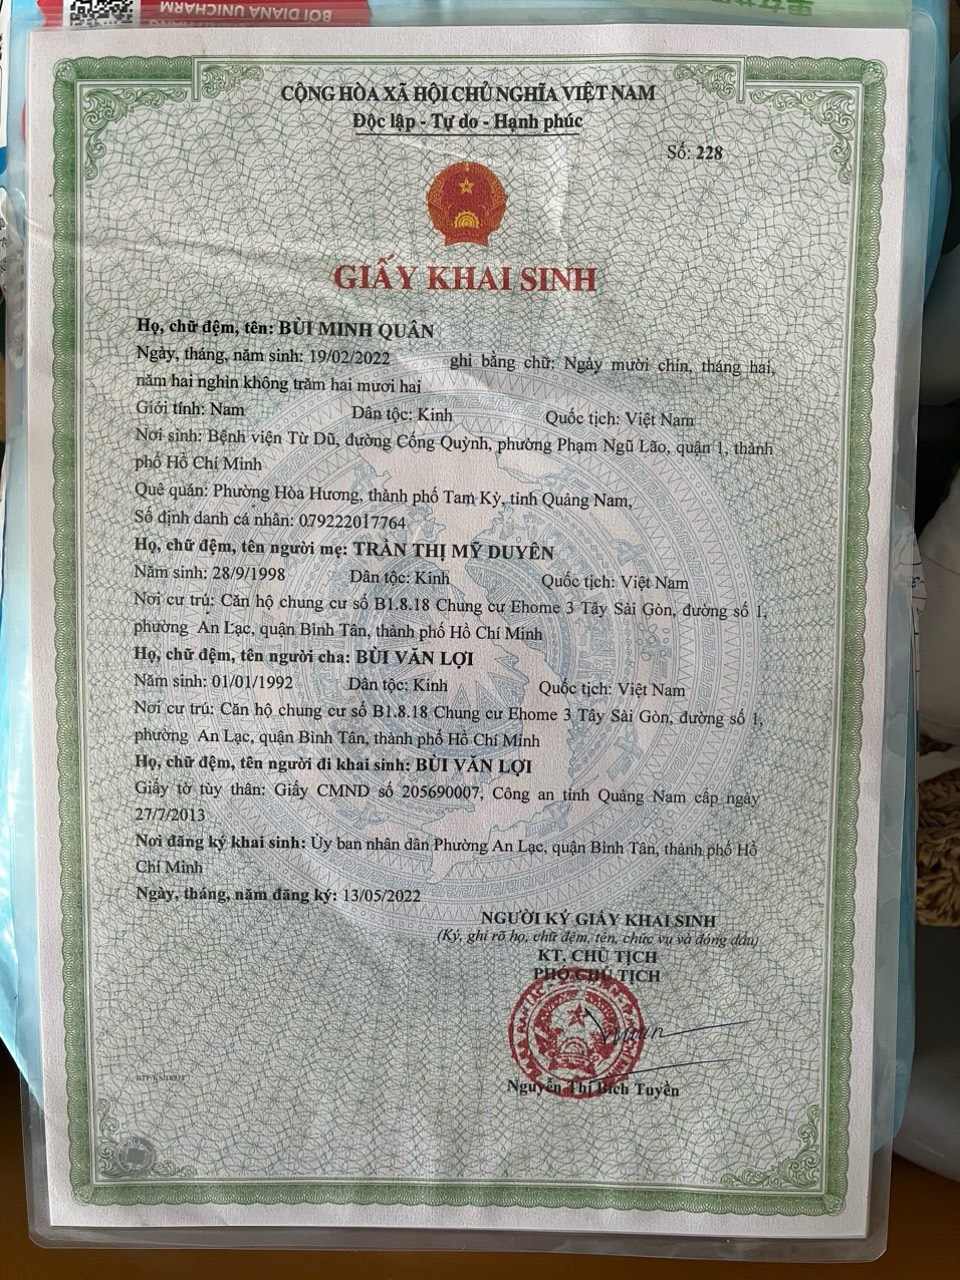 BỒI DIANA UNICHARM
CỘNG HÒA XÃ HỘI CHỦ NGHĨA VIỆT NAM
Độc lập - Tự do - Hạnh phúc
Số: 228
GIẤY KHAI SINH
Họ, chữ đệm, tên: BÙI MINH QUÂN
Ngày, tháng, năm sinh: 19/02/2022 ghi bằng chữ: Ngày mười chín, tháng hai,
năm hai nghìn không trăm hai mươi hai
Giới tính: Nam Dân tộc: Kinh Quốc tịch: Việt Nam
Nơi sinh: Bệnh viện Từ Dũ, đường Cống Quỳnh, phường Phạm Ngũ Lão, quận 1, thành
phố Hồ Chí Minh
Quê quán: Phường Hòa Hương, thành phố Tam Kỳ, tỉnh Quảng Nam,
Số định danh cá nhân: 079222017764
Họ, chữ đệm, tên người mẹ: TRẦN THỊ MỸ DUYÊN
Năm sinh: 28/9/1998 Dân tộc: Kinh Quốc tịch: Việt Nam
Nơi cư trú: Căn hộ chung cư số B1.8.18 Chung cư Ehome 3 Tây Sài Gòn, đường số 1,
phường An Lạc, quận Bình Tân, thành phố Hồ Chí Minh
Họ, chữ đệm, tên người cha: BÙI VĂN LỢI
Năm sinh: 01/01/1992 Dân tộc: Kinh Quốc tịch: Việt Nam
Nơi cư trú: Căn hộ chung cư số B1.8.18 Chung cư Ehome 3 Tây Sài Gòn, đường số 1,
phường An Lạc, quận Bình Tân, thành phố Hồ Chí Minh
Họ, chữ đệm, tên người đi khai sinh: BÙI VĂN LỢI
Giấy tờ tùy thân: Giấy CMND số 205690007, Công an tỉnh Quảng Nam cấp ngày
27/7/2013
Nơi đăng ký khai sinh: Ủy ban nhân dân Phường An Lạc, quận Bình Tân, thành phố Hồ
Chí Minh
Ngày, tháng, năm đăng ký: 13/05/2022
NGƯỜI KÝ GIẤY KHAI SINH
(Ký, ghi rõ họ, chữ đệm, tên, chức vụ và đóng dấu)
KT. CHỦ TỊCH
PHÓ CHỦ TỊCH
Nguyễn Thị Bích Tuyền